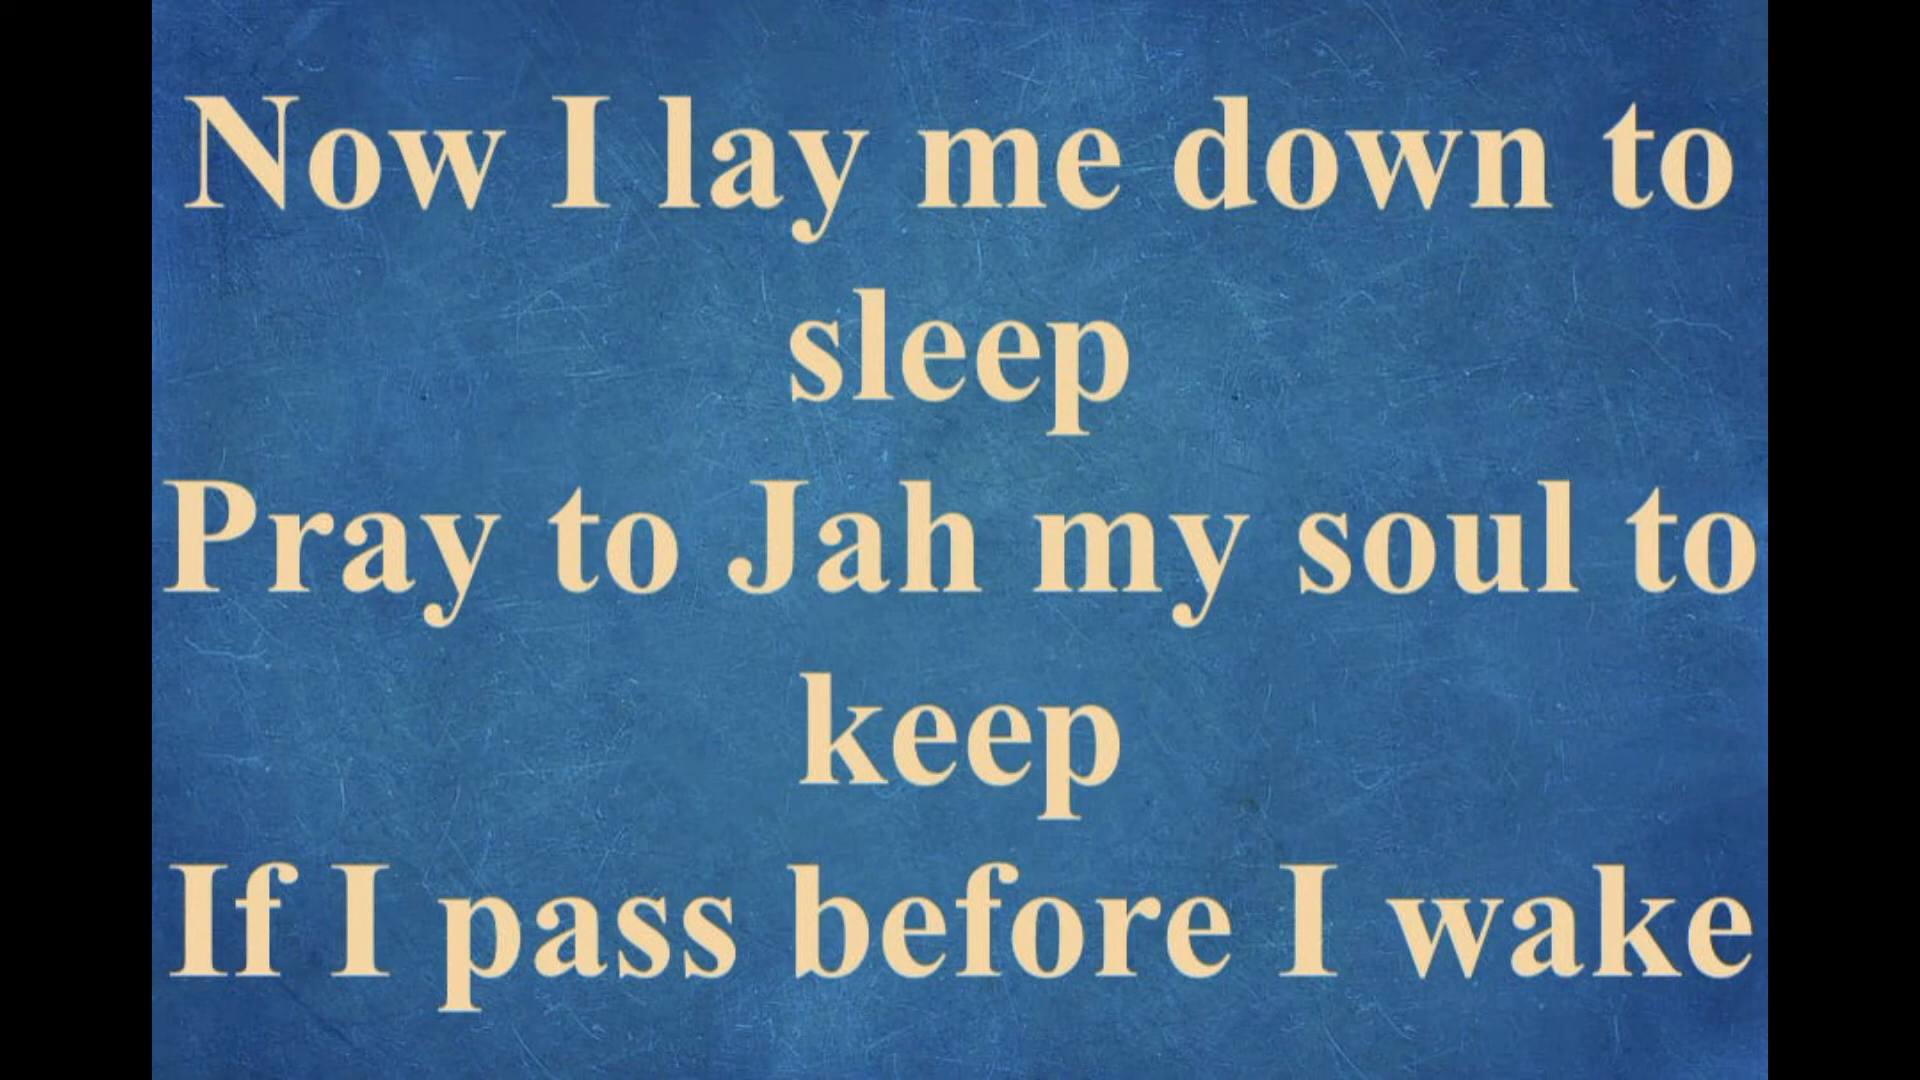 Now I lay me down to
sleep
Pray to Jah my soul to
keep
If I pass before I wake